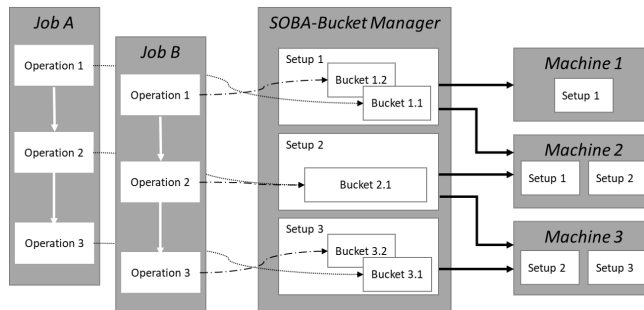 Job A
Operation 1
Operation 2
Operation 3
Job B
Operation 1
Operation 2
Operation 3
SOBA-Bucket Manager
Setup 1
Bucket 1.2
Bucket 1.1
Setup 2
Bucket 2.1
Setup 3
Bucket 3.2
Bucket 3.1
Machine 1
Setup 1
Machine 2
Setup 1
Setup 2
Machine 3
Setup 2
Setup 3